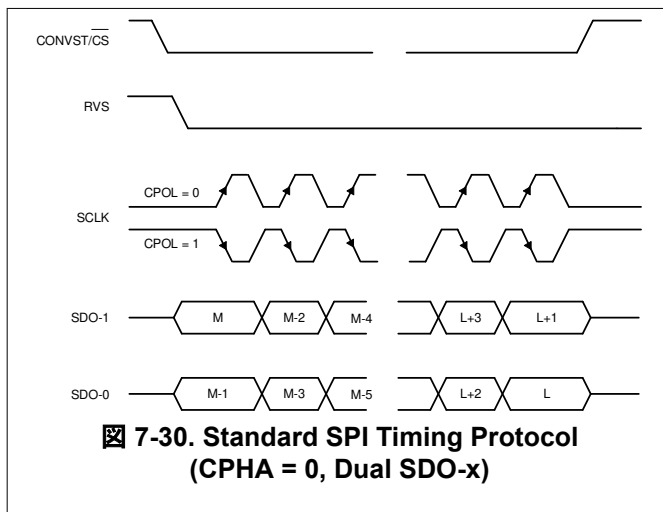 CONVST/CS
RVS
CPOL = 0
SCLK
CPOL = 1
SDO-1
M
M-2
M-4
L+3
L+1
SDO-0
M-1
M-3
M-5
L+2
L
図 7-30. Standard SPI Timing Protocol
(CPHA = 0, Dual SDO-x)